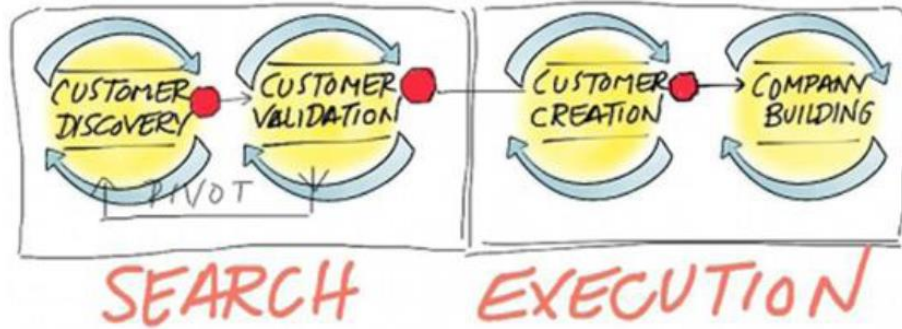 CUSTOMER
DISCOVERY
CUSTOMER
VALIDATION
PIVOT
CUSTOMER
CREATION
COMPANY
BUILDING
SEARCH
EXECUTION